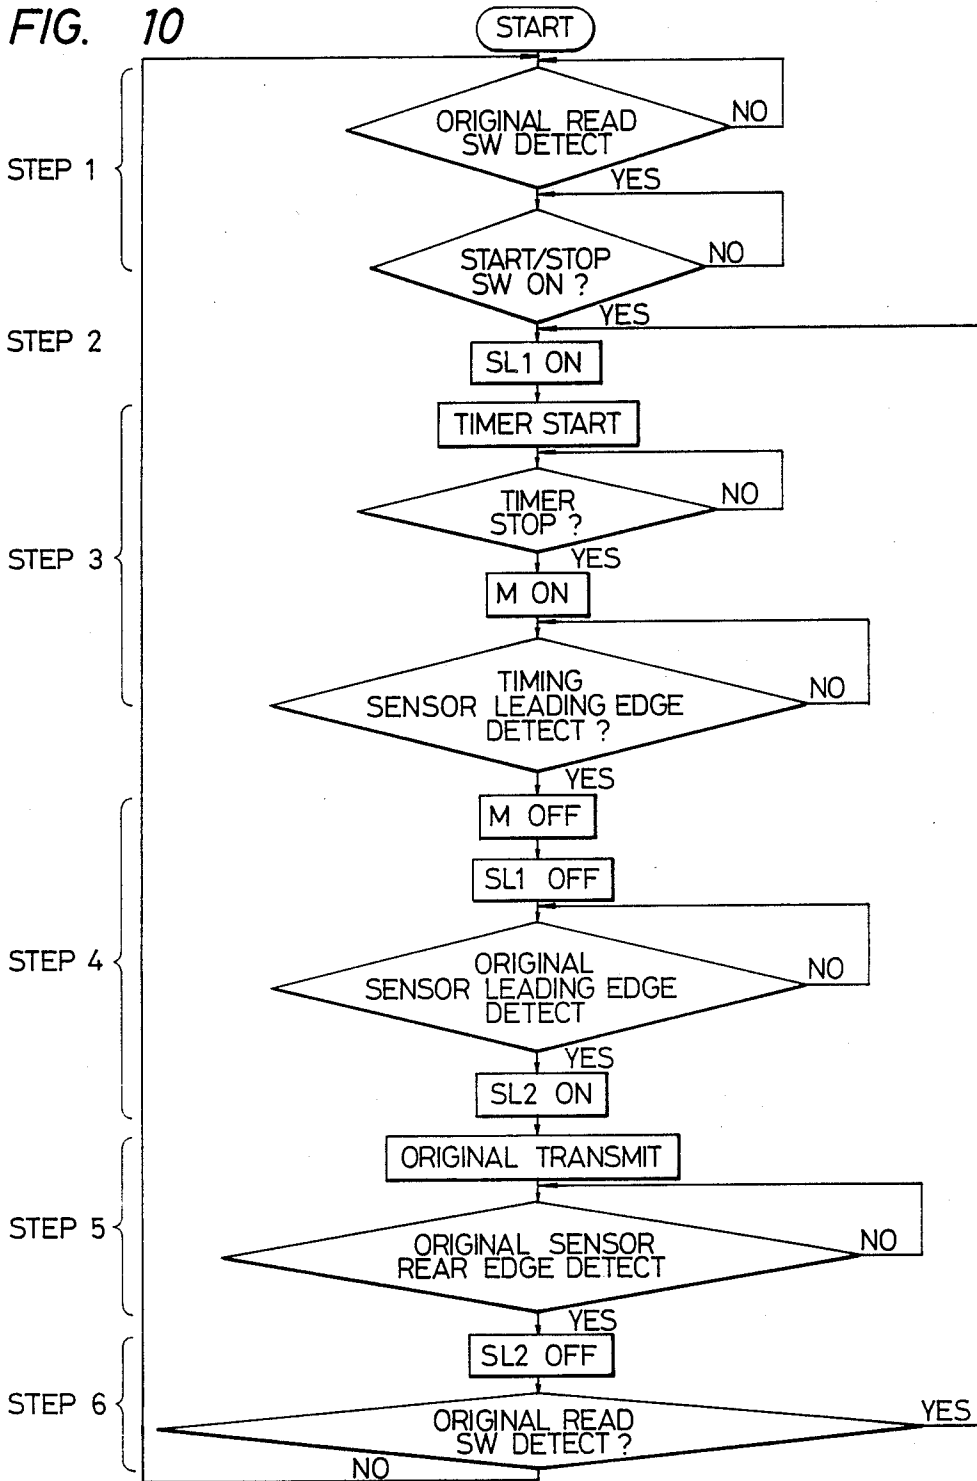 FIG. 10
START
ORIGINAL READ
SW DETECT
NO
STEP 1
YES
START/STOP
SW ON ?
NO
YES
STEP 2
SL1 ON
TIMER START
TIMER
STOP ?
NO
STEP 3
YES
M ON
TIMING
SENSOR LEADING EDGE
DETECT ?
NO
YES
M OFF
SL1 OFF
STEP 4
ORIGINAL
SENSOR LEADING EDGE
DETECT
NO
YES
SL2 ON
ORIGINAL TRANSMIT
STEP 5
ORIGINAL SENSOR
REAR EDGE DETECT
NO
YES
SL2 OFF
STEP 6
ORIGINAL READ
SW DETECT ?
YES
NO